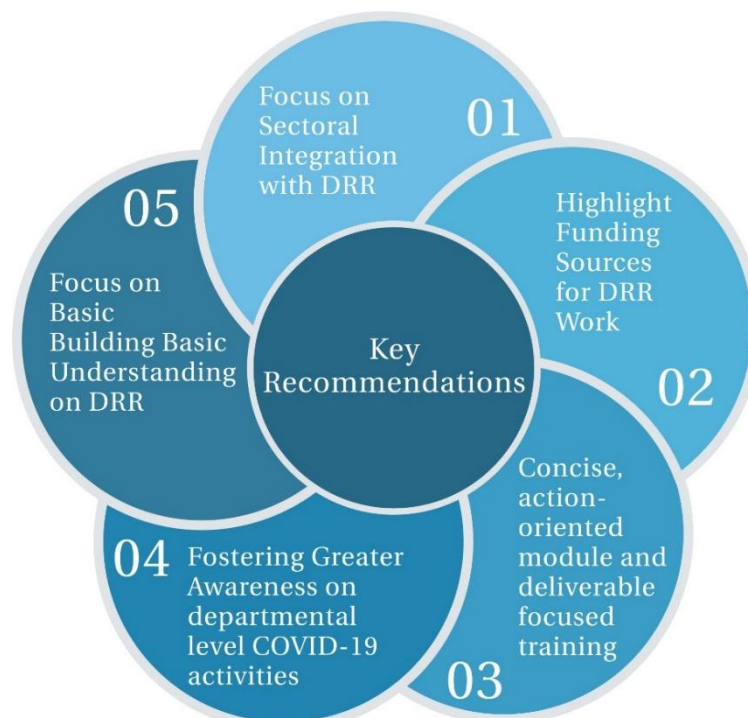 01
Focus on
Sectoral
Integration
with DRR
02
Highlight
Funding
Sources
for DRR
Work
03
Concise,
action-
oriented
module and
deliverable
focused
training
04
Fostering Greater
Awareness on
departmental
level COVID-19
activities
05
Focus on
Basic
Building Basic
Understanding
on DRR
Key
Recommendations